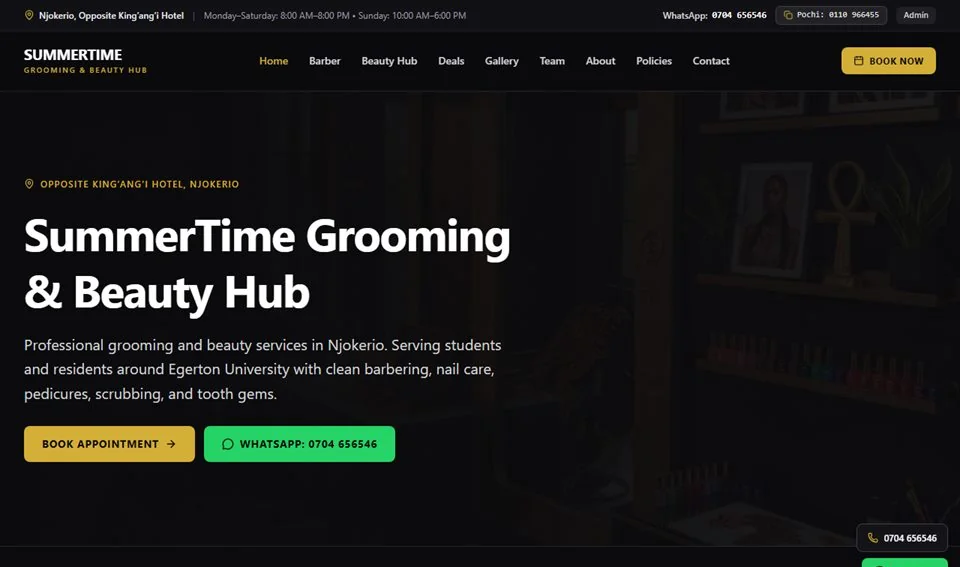 Njokerio, Opposite King'ang'i Hotel | Monday–Saturday: 8:00 AM–8:00 PM • Sunday: 10:00 AM–6:00 PM WhatsApp: 0704 656546 Pochi: 0110 966455 Admin
SUMMERTIME
GROOMING & BEAUTY HUB
Home Barber Beauty Hub Deals Gallery Team About Policies Contact
BOOK NOW
OPPOSITE KING'ANG'I HOTEL, NJOKERIO
SummerTime Grooming
& Beauty Hub
Professional grooming and beauty services in Njokerio. Serving students
and residents around Egerton University with clean barbering, nail care,
pedicures, scrubbing, and tooth gems.
BOOK APPOINTMENT →
WHATSAPP: 0704 656546
0704 656546